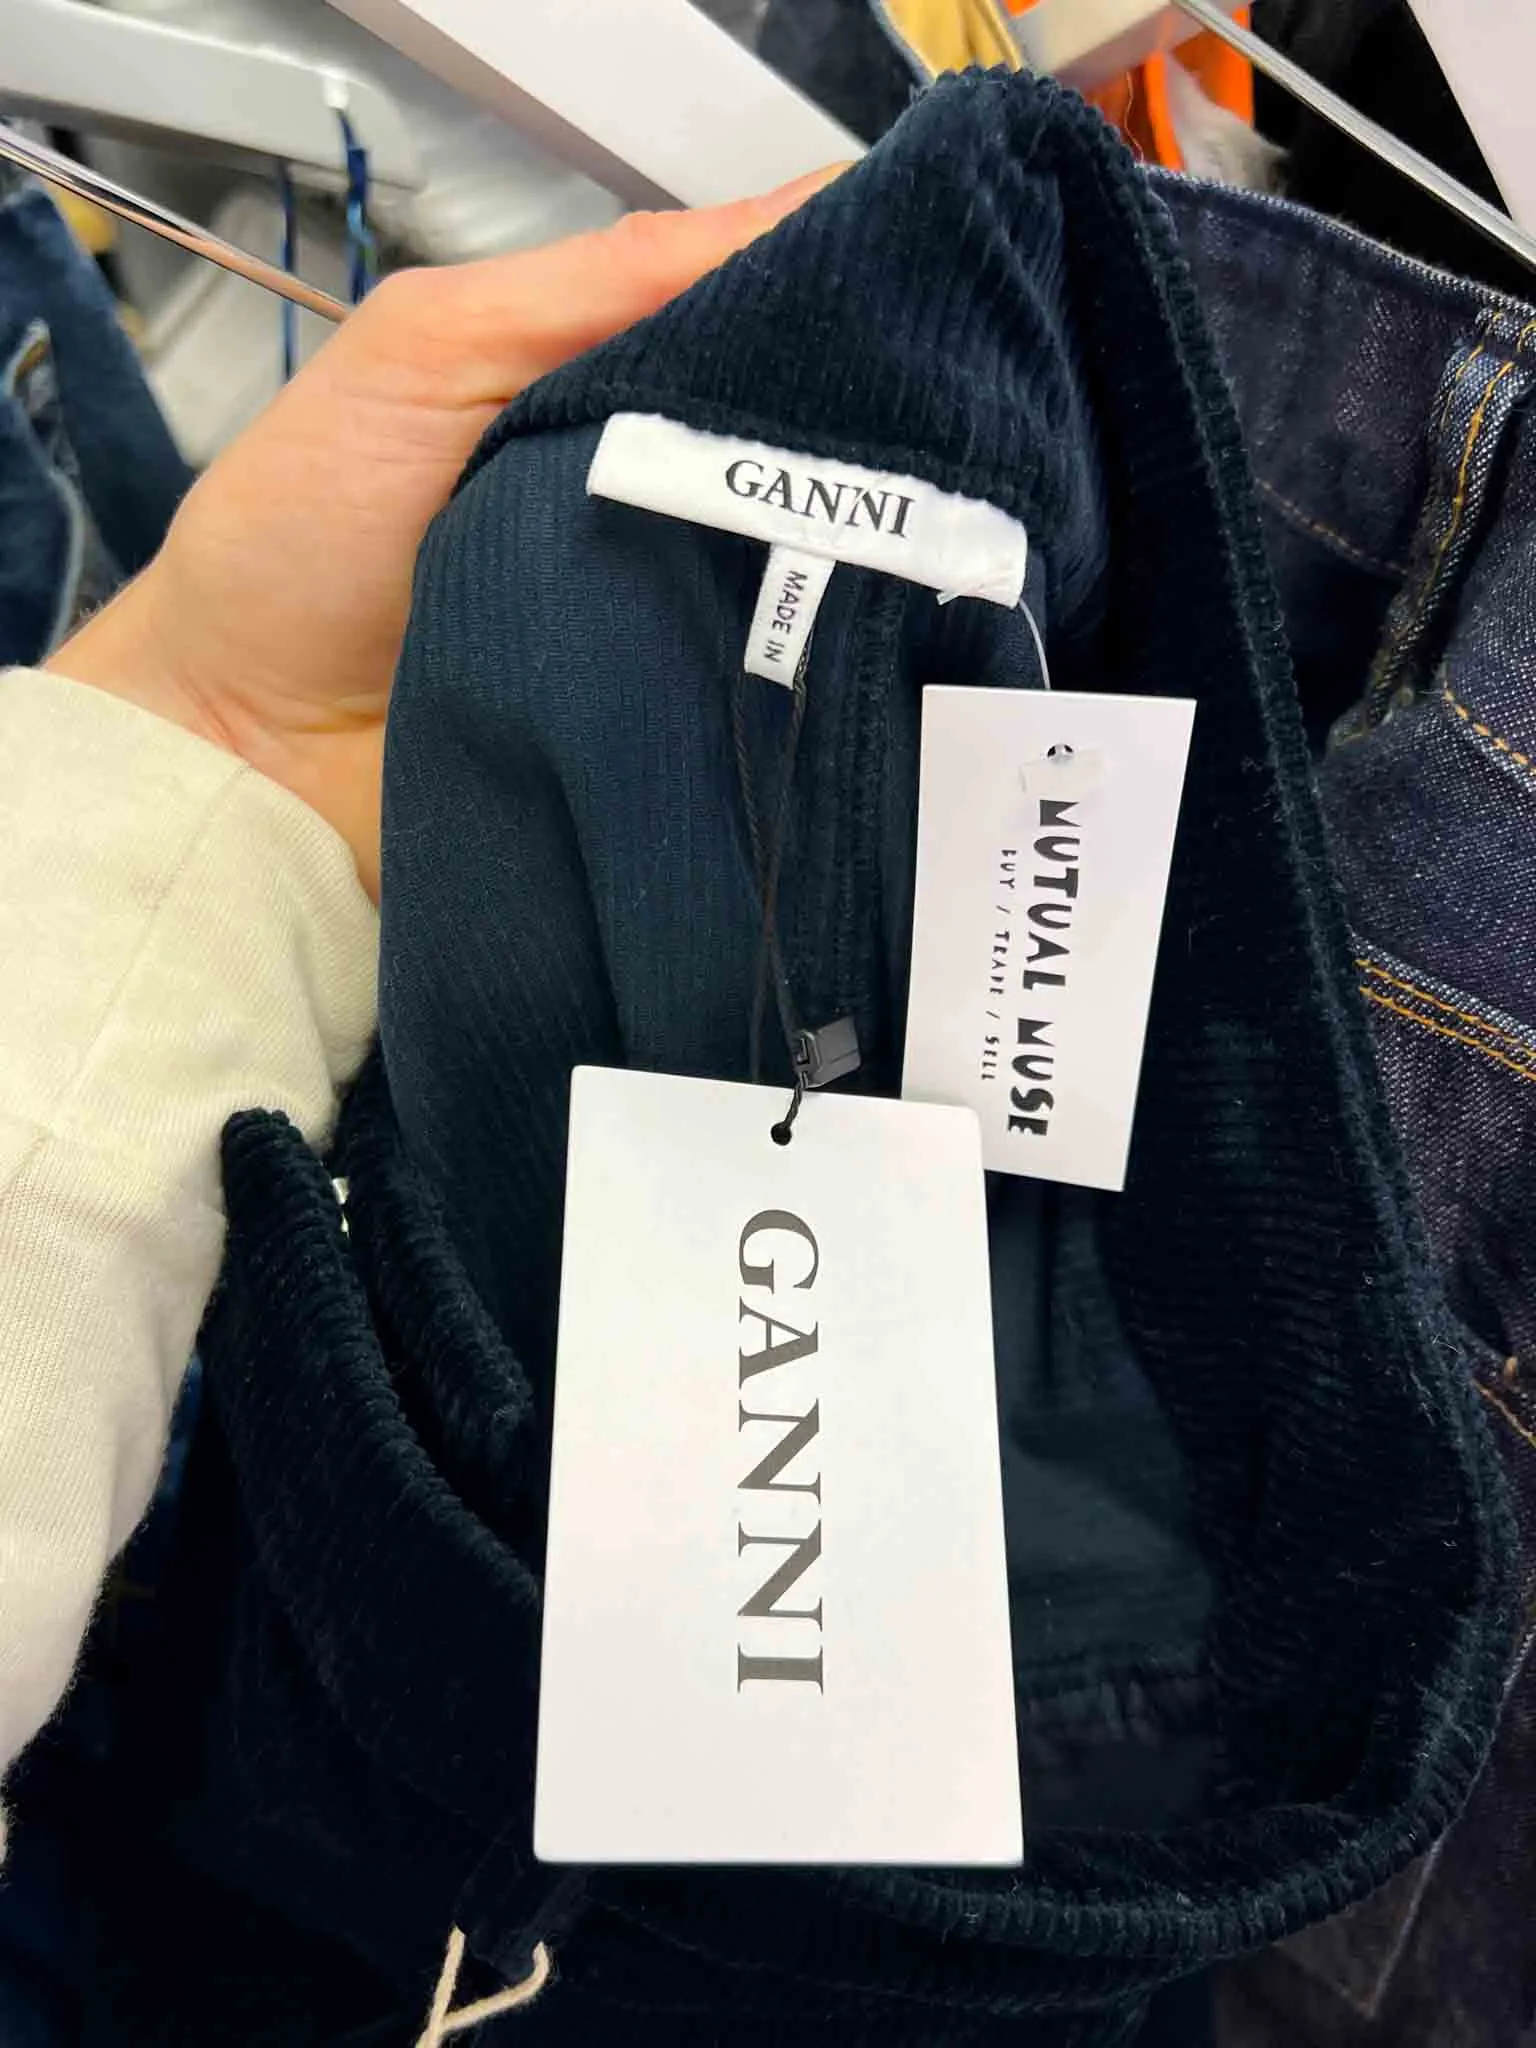 GANNI
MADE IN
MUTUAL MUSE
BUY / TRADE / SELL
GANNI